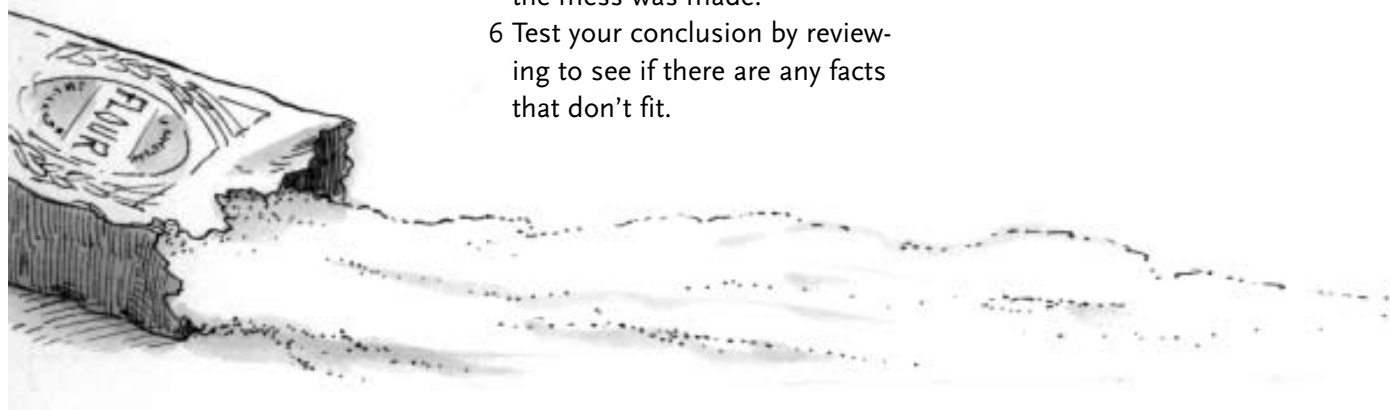 the mess was made.
6 Test your conclusion by review-
ing to see if there are any facts
that don't fit.
FLOUR